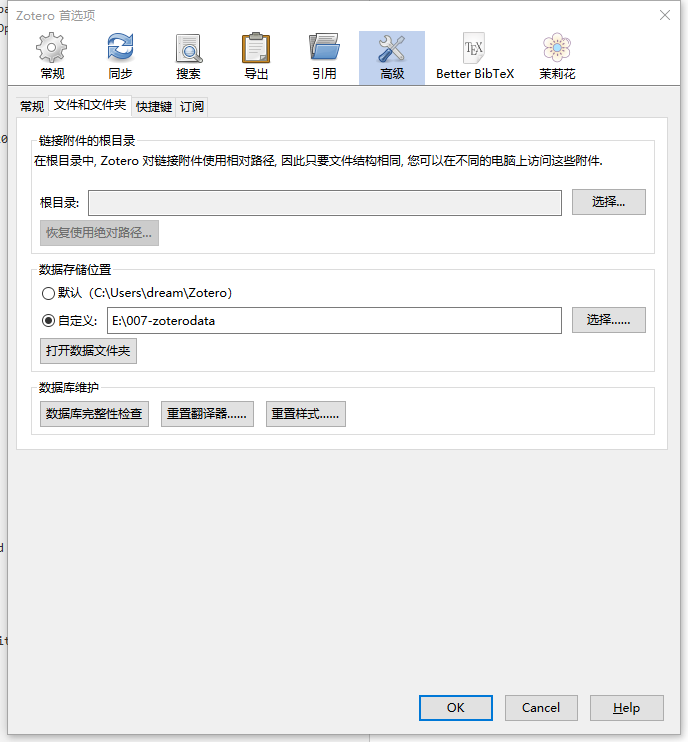 Zotero 首选项
常规 同步 搜索 导出 引用 高级 Better BibTeX 茉莉花
常规 文件和文件夹 快捷键 订阅
链接附件的根目录
在根目录中, Zotero 对链接附件使用相对路径, 因此只要文件结构相同, 您可以在不同的电脑上访问这些附件.
根目录: 选择...
恢复使用绝对路径...
数据存储位置
默认（C:\Users\dream\Zotero）
自定义: E:\007-zoterodata 选择......
打开数据文件夹
数据库维护
数据库完整性检查 重置翻译器...... 重置样式......
OK Cancel Help